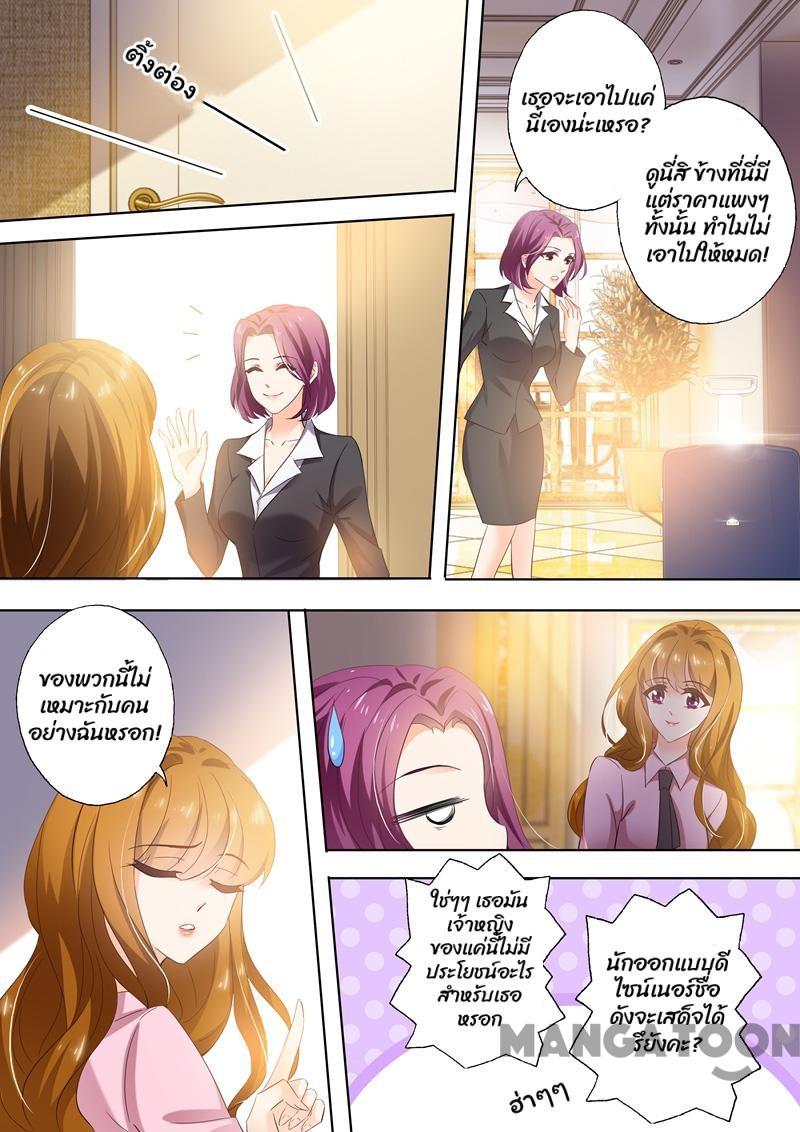 ติ๊งต่อง
เธอจะเอาไปแค่
นี้เองน่ะเหรอ?
ดูนี่สิ ข้างที่นี่มี
แต่ราคาแพงๆ
ทั้งนั้น ทำไมไม่
เอาไปให้หมด!
ของพวกนี้ไม่
เหมาะกับคน
อย่างฉันหรอก!
ใช่ๆๆ เธอมัน
เจ้าหญิง
ของแค่นี้ไม่มี
ประโยชน์อะไร
สำหรับเธอ
หรอก
นักออกแบบดี
ไซน์เนอร์ชื่อ
ดังจะเสด็จได้
รึยังคะ?
MANGATOON
ฮ่าๆๆ